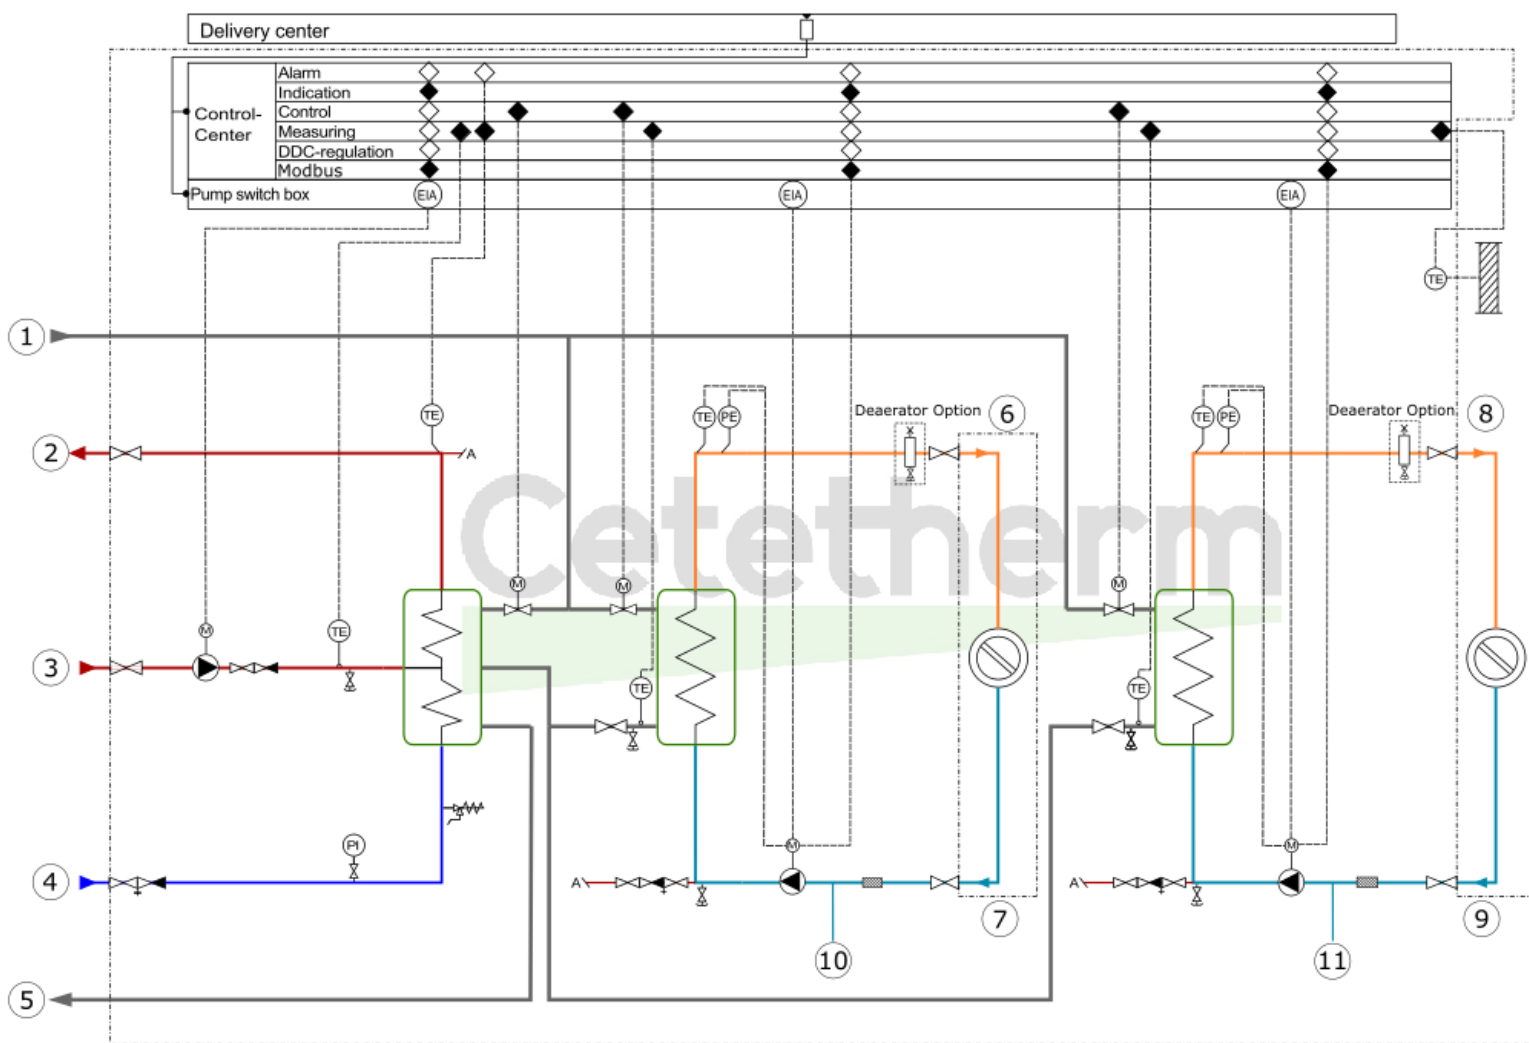 Delivery center
Alarm
Indication
Control-
Center
Control
Measuring
DDC-regulation
Modbus
Pump switch box
EIA
EIA
EIA
TE
1
TE
TE PE
Deaerator Option
6
TE PE
Deaerator Option
8
2
A
Cetetherm
M
M
M
M
TE
3
TE
TE
PI
M
M
4
A
A
7
9
10
11
5